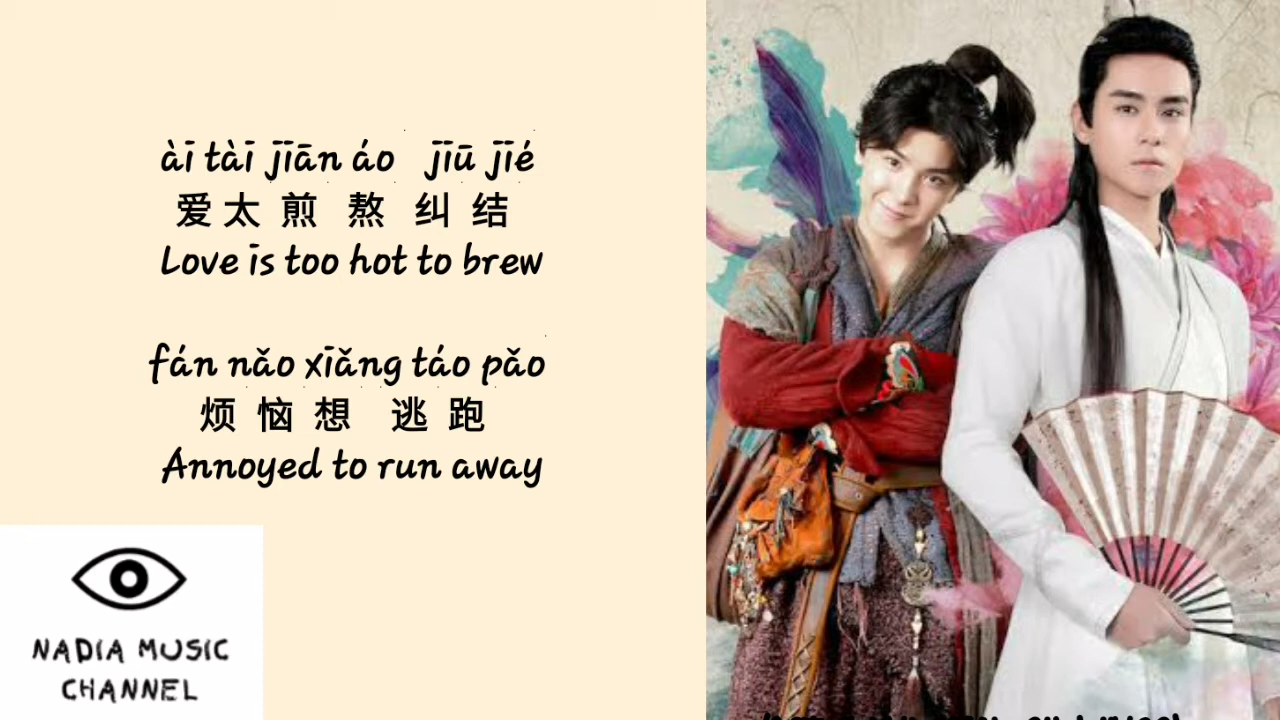 ài tài jiān áo jiū jié
爱太煎熬纠结
Love is too hot to brew
fán nǎo xiǎng táo pǎo
烦恼想逃跑
Annoyed to run away
NADIA MUSIC
CHANNEL